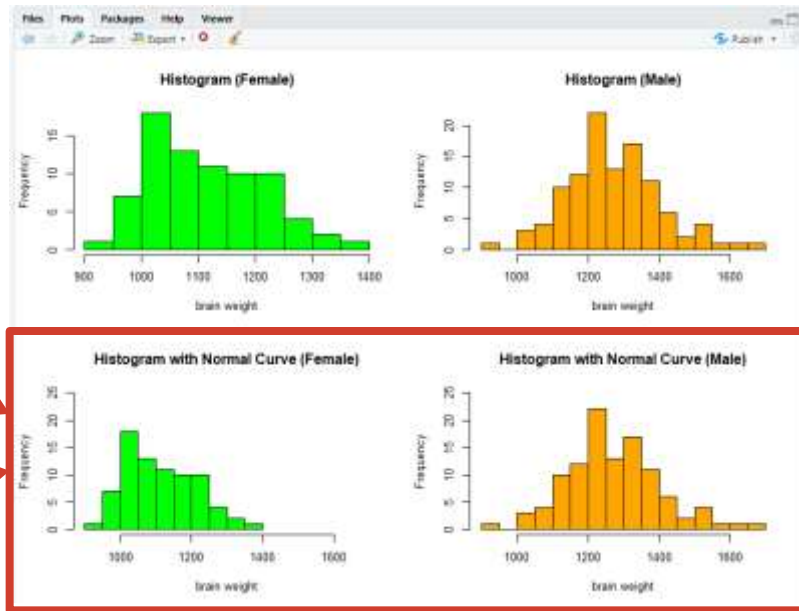 Files Plots Packages Help Viewer
Zoom Export Publish
Histogram (Female)
Frequency
0 5 10 15
900 1000 1100 1200 1300 1400
brain weight
Histogram (Male)
Frequency
0 5 10 15 20
1000 1200 1400 1600
brain weight
Histogram with Normal Curve (Female)
Frequency
0 5 10 15 20 25
1000 1200 1400 1600
brain weight
Histogram with Normal Curve (Male)
Frequency
0 5 10 15 20 25
1000 1200 1400 1600
brain weight